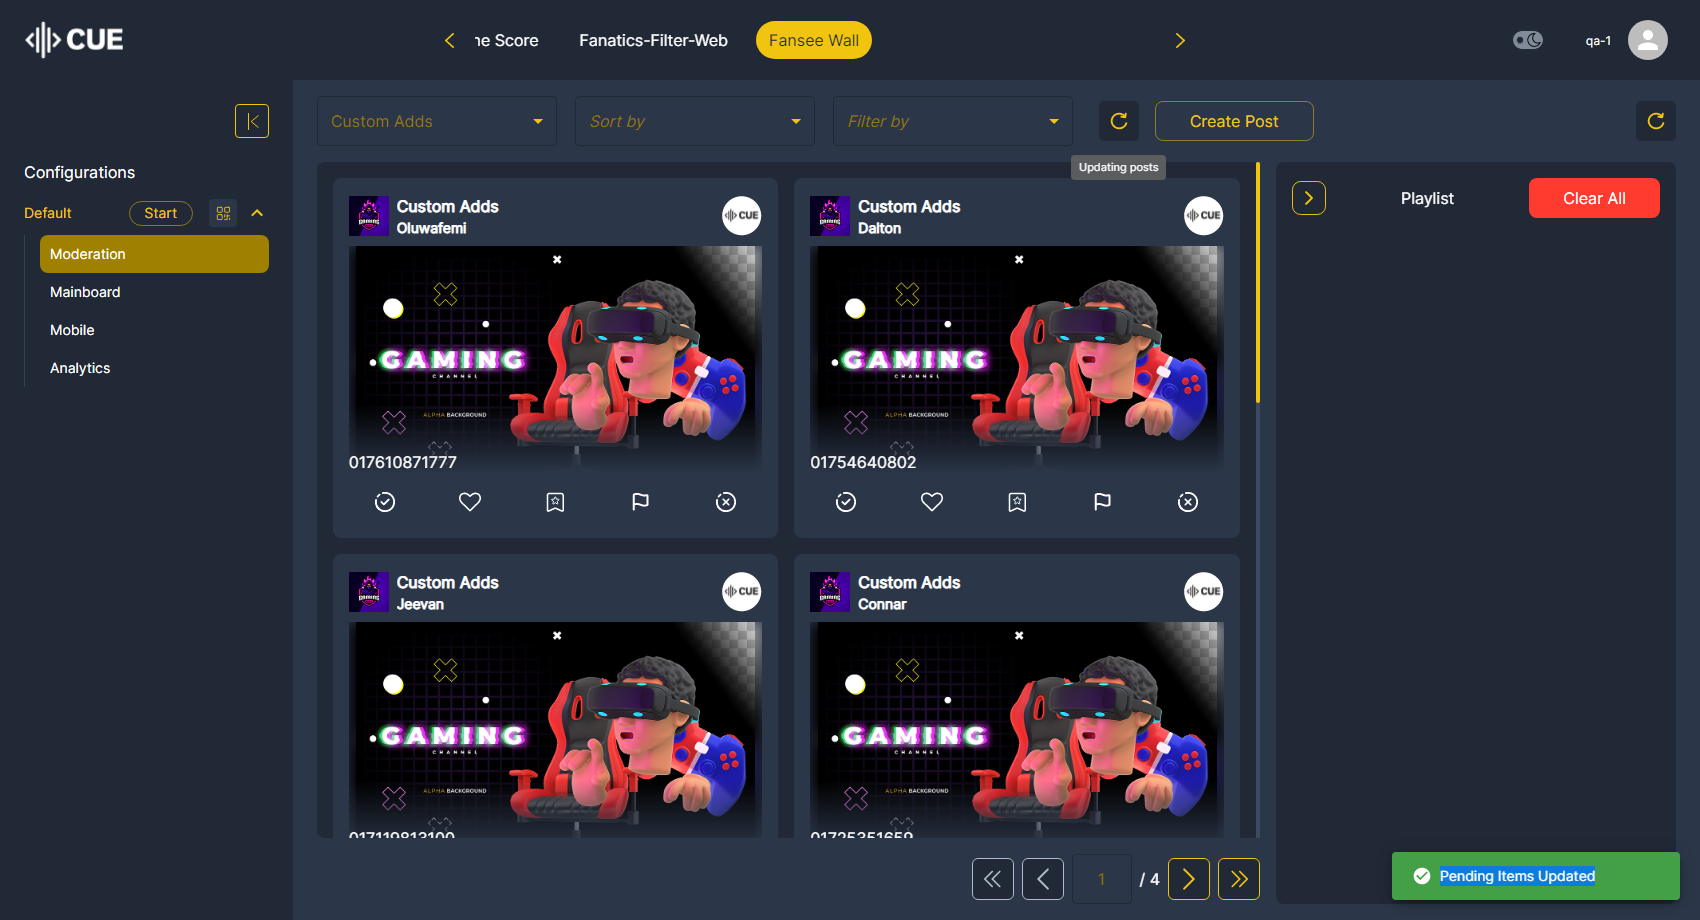 CUE
ne Score
Fanatics-Filter-Web
Fansee Wall
qa-1
Configurations
Default
Start
Moderation
Mainboard
Mobile
Analytics
Custom Adds
Sort by
Filter by
Create Post
Updating posts
Custom Adds
Oluwafemi
CUE
GAMING
CHANNEL
ALPHA BACKGROUND
017610871777
Custom Adds
Dalton
CUE
GAMING
CHANNEL
ALPHA BACKGROUND
01754640802
Custom Adds
Jeevan
CUE
GAMING
CHANNEL
ALPHA BACKGROUND
017119813100
Custom Adds
Connar
CUE
GAMING
CHANNEL
ALPHA BACKGROUND
01725351659
Playlist
Clear All
1
/ 4
Pending Items Updated